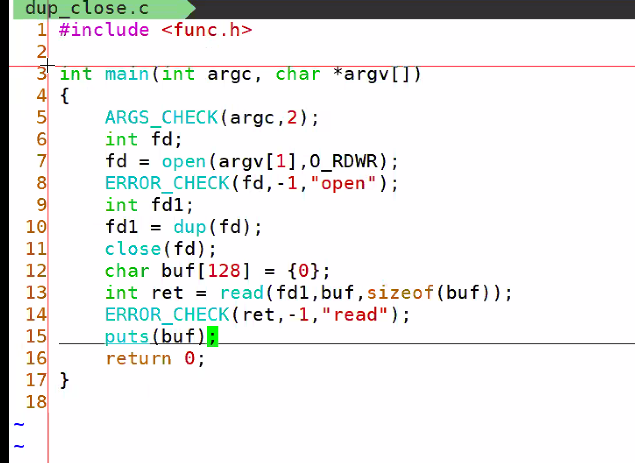 dup_close.c
1 #include <func.h>
2
3 int main(int argc, char *argv[])
4 {
5     ARGS_CHECK(argc,2);
6     int fd;
7     fd = open(argv[1],O_RDWR);
8     ERROR_CHECK(fd,-1,"open");
9     int fd1;
10     fd1 = dup(fd);
11     close(fd);
12     char buf[128] = {0};
13     int ret = read(fd1,buf,sizeof(buf));
14     ERROR_CHECK(ret,-1,"read");
15     puts(buf);
16     return 0;
17 }
18
~
~